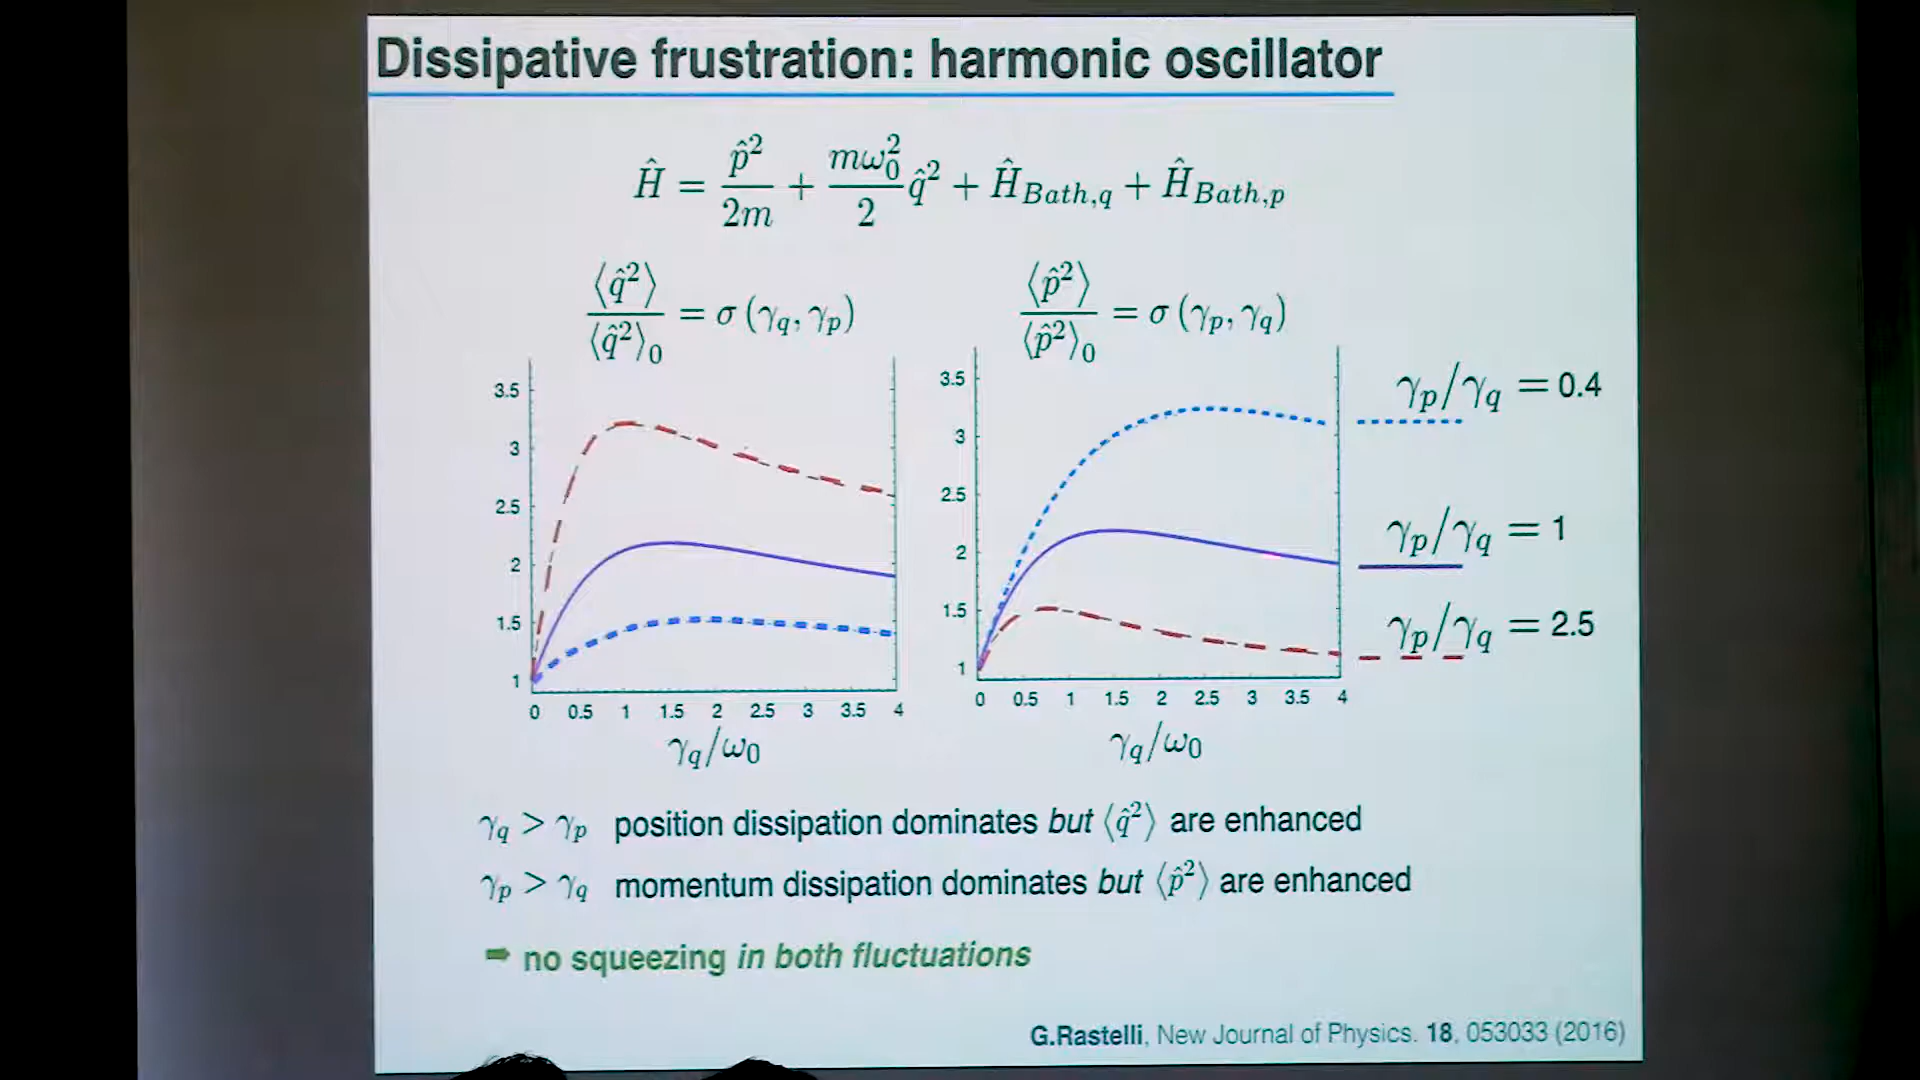 Dissipative frustration: harmonic oscillator
Ĥ = p̂²/2m + mω₀²/2 q̂² + Ĥ_Bath,q + Ĥ_Bath,p
⟨q̂²⟩/⟨q̂²⟩₀ = σ (γ_q, γ_p)
3.5
3
2.5
2
1.5
1
0 0.5 1 1.5 2 2.5 3 3.5 4
γ_q/ω₀
⟨p̂²⟩/⟨p̂²⟩₀ = σ (γ_p, γ_q)
3.5
3
2.5
2
1.5
1
0 0.5 1 1.5 2 2.5 3 3.5 4
γ_q/ω₀
γ_p/γ_q = 0.4
γ_p/γ_q = 1
γ_p/γ_q = 2.5
γ_q > γ_p position dissipation dominates but ⟨q̂²⟩ are enhanced
γ_p > γ_q momentum dissipation dominates but ⟨p̂²⟩ are enhanced
➡ no squeezing in both fluctuations
G.Rastelli, New Journal of Physics. 18, 053033 (2016)